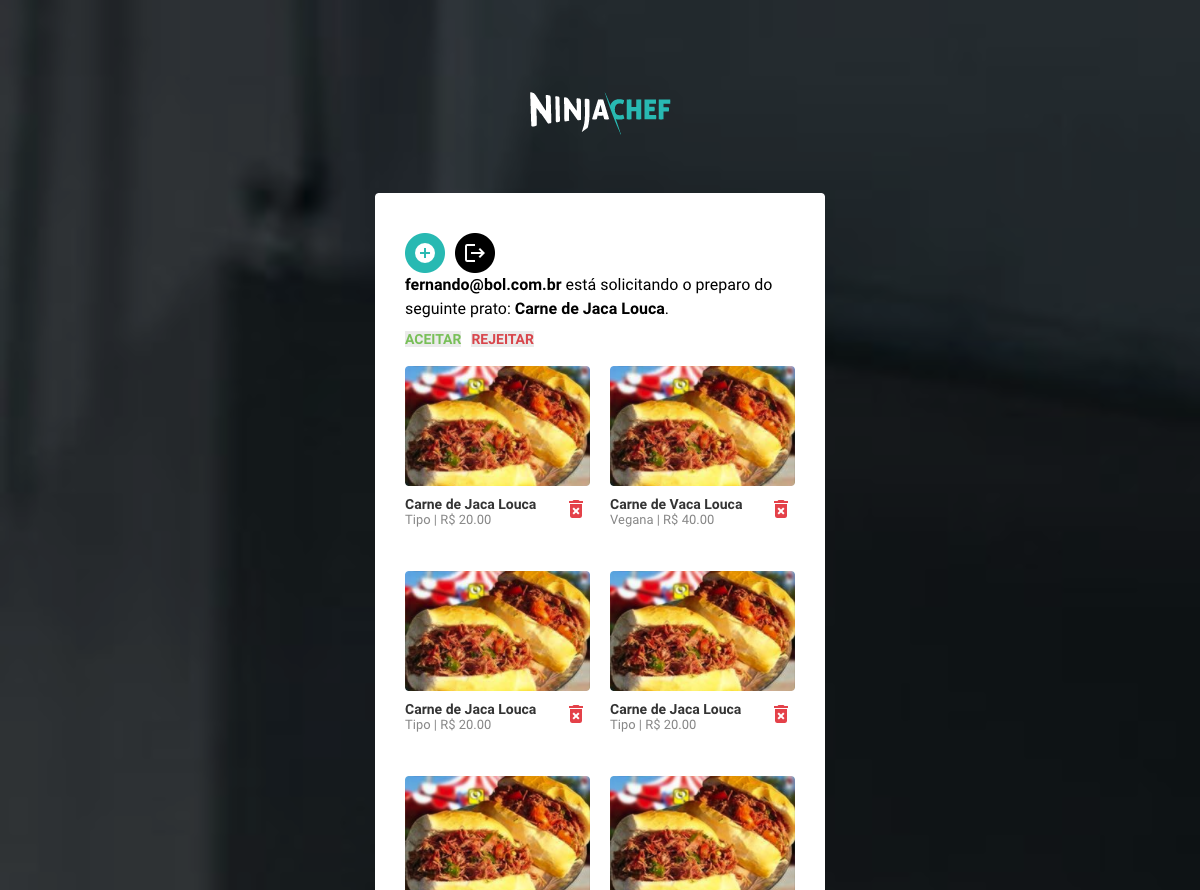 NINJACHEF
fernando@bol.com.br está solicitando o preparo do
seguinte prato: Carne de Jaca Louca.
ACEITAR REJEITAR
Carne de Jaca Louca
Tipo | R$ 20.00
Carne de Vaca Louca
Vegana | R$ 40.00
Carne de Jaca Louca
Tipo | R$ 20.00
Carne de Jaca Louca
Tipo | R$ 20.00